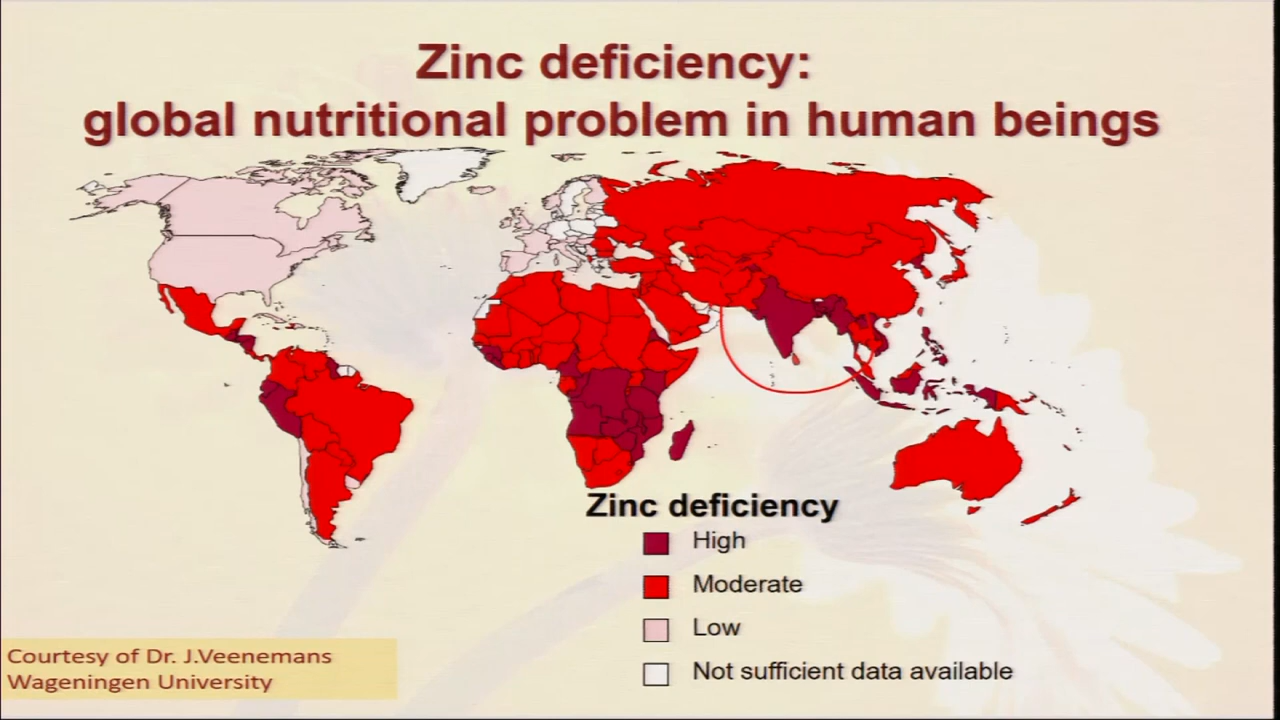 Zinc deficiency:
global nutritional problem in human beings
Zinc deficiency
High
Moderate
Low
Not sufficient data available
Courtesy of Dr. J.Veenemans
Wageningen University